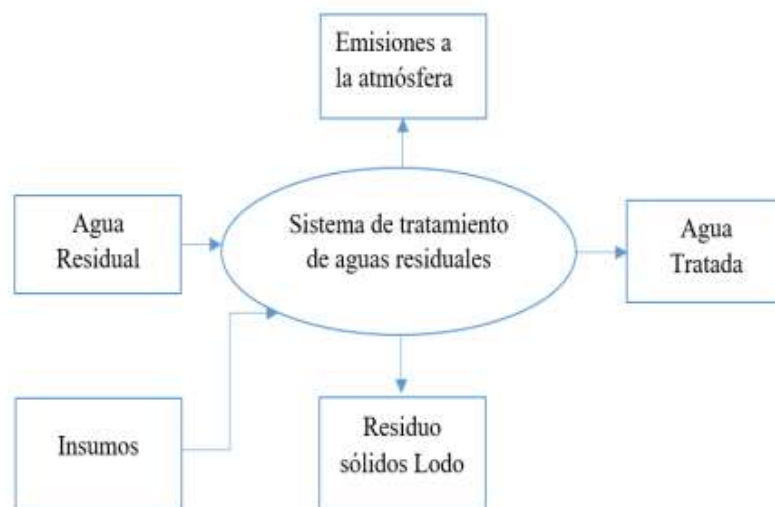 Emisiones a
la atmósfera
Agua
Residual
Sistema de tratamiento
de aguas residuales
Agua
Tratada
Insumos
Residuo
sólidos Lodo